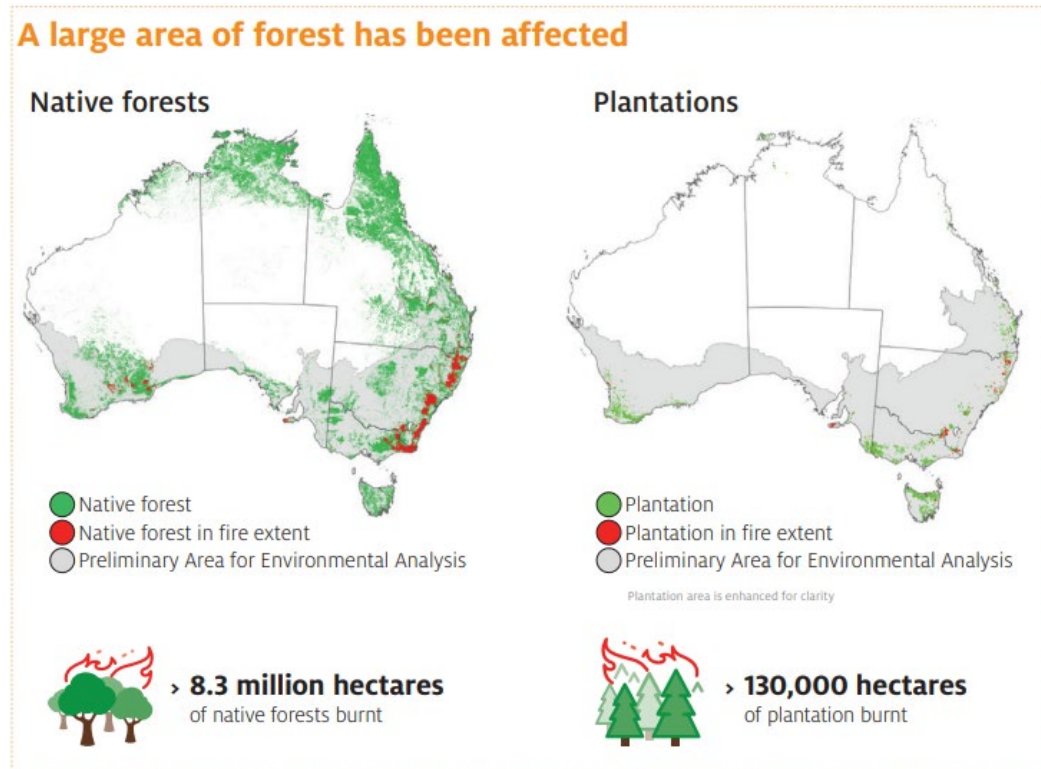 A large area of forest has been affected
Native forests
Native forest
Native forest in fire extent
Preliminary Area for Environmental Analysis
› 8.3 million hectares
of native forests burnt
Plantations
Plantation
Plantation in fire extent
Preliminary Area for Environmental Analysis
Plantation area is enhanced for clarity
› 130,000 hectares
of plantation burnt